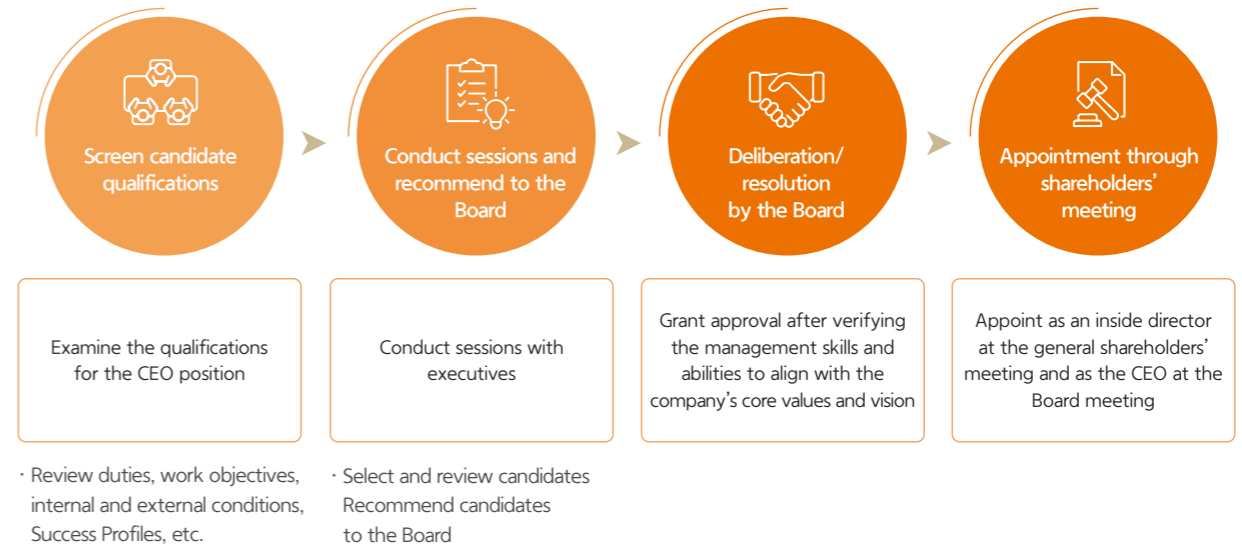 Screen candidate
qualifications
Conduct sessions and
recommend to the
Board
Deliberation/
resolution
by the Board
Appointment through
shareholders’
meeting
Examine the qualifications
for the CEO position
Conduct sessions with
executives
Grant approval after verifying
the management skills and
abilities to align with the
company’s core values and vision
Appoint as an inside director
at the general shareholders’
meeting and as the CEO at the
Board meeting
· Review duties, work objectives,
internal and external conditions,
Success Profiles, etc.
· Select and review candidates
Recommend candidates
to the Board